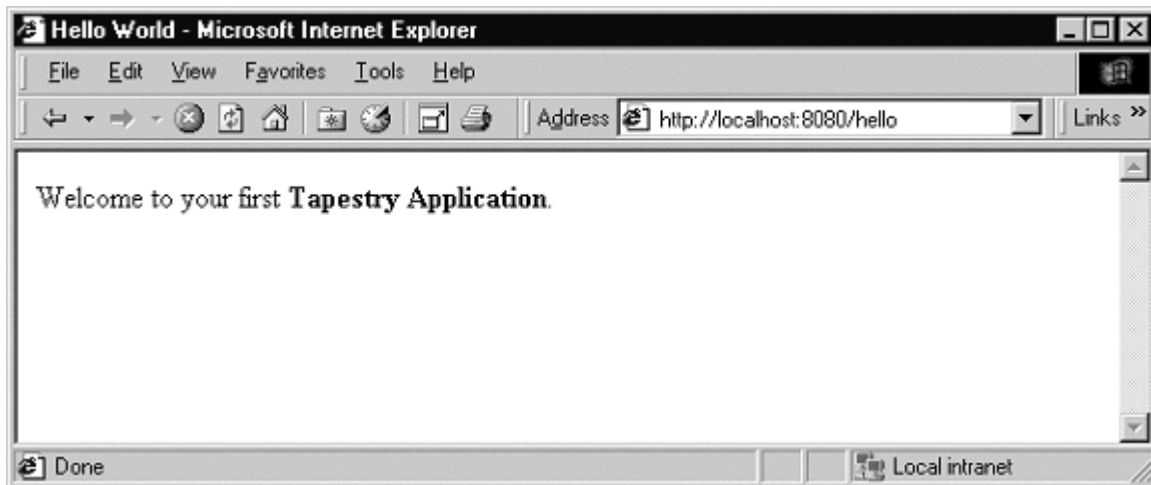 Hello World - Microsoft Internet Explorer
File Edit View Favorites Tools Help
Address http://localhost:8080/hello Links »
Welcome to your first Tapestry Application.
Done Local intranet